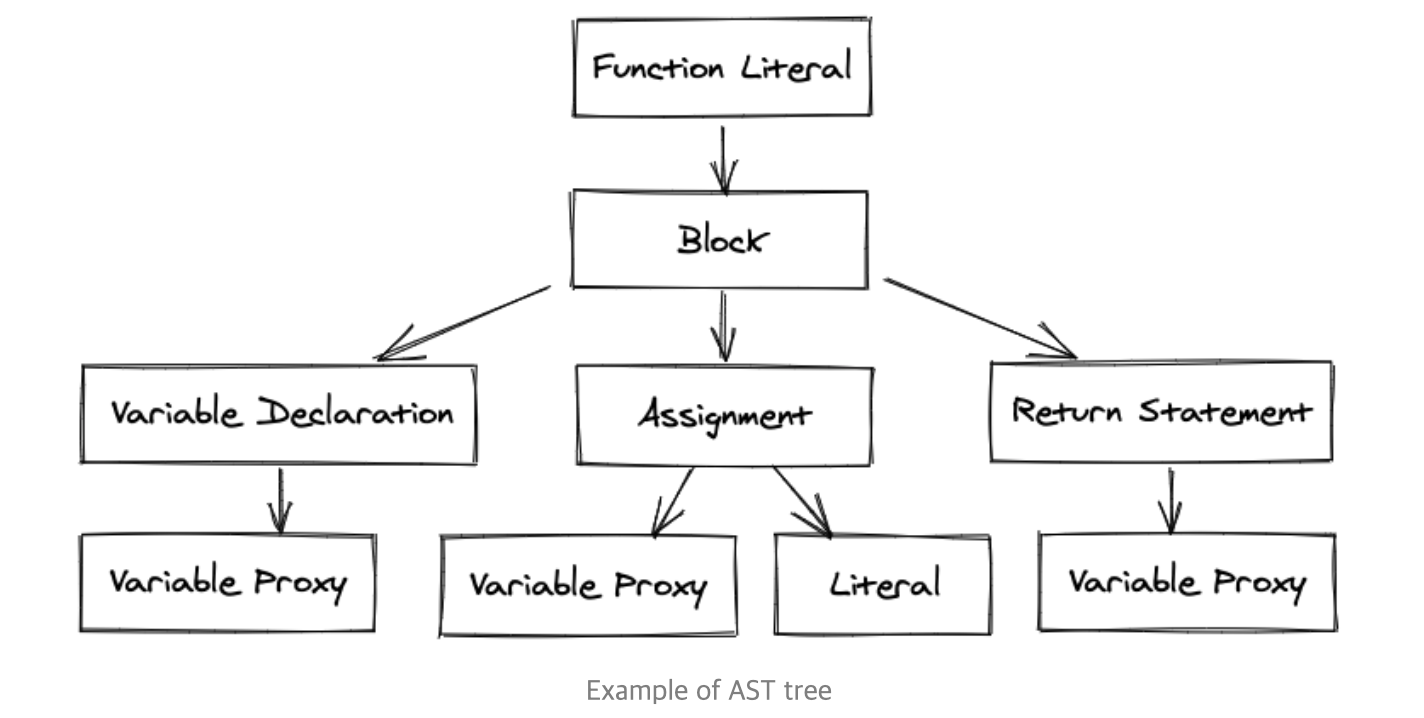 Function Literal
Block
Variable Declaration
Assignment
Return Statement
Variable Proxy
Variable Proxy
Literal
Variable Proxy
Example of AST tree